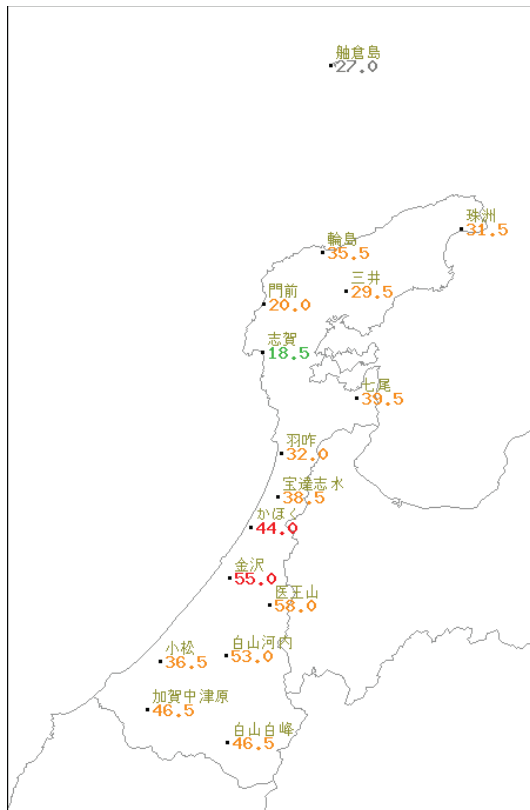 舳倉島
27.0
珠洲
31.5
輪島
35.5
三井
29.5
門前
20.0
志賀
18.5
七尾
39.5
羽咋
32.0
宝達志水
38.5
かほく
44.0
金沢
55.0
医王山
58.0
白山河内
53.0
小松
36.5
加賀中津原
46.5
白山白峰
46.5